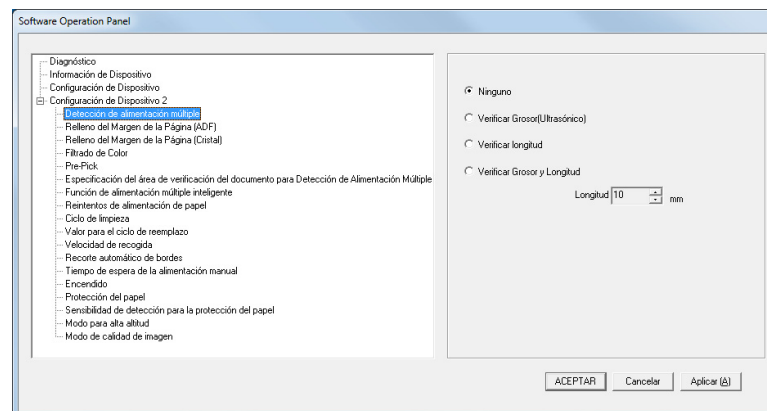 Software Operation Panel
Diagnóstico
Información de Dispositivo
Configuración de Dispositivo
Configuración de Dispositivo 2
Detección de alimentación múltiple
Relleno del Margen de la Página (ADF)
Relleno del Margen de la Página (Cristal)
Filtrado de Color
Pre-Pick
Especificación del área de verificación del documento para Detección de Alimentación Múltiple
Función de alimentación múltiple inteligente
Reintentos de alimentación de papel
Ciclo de limpieza
Valor para el ciclo de reemplazo
Velocidad de recogida
Recorte automático de bordes
Tiempo de espera de la alimentación manual
Encendido
Protección del papel
Sensibilidad de detección para la protección del papel
Modo para alta altitud
Modo de calidad de imagen
Ninguno
Verificar Grosor(Ultrasónico)
Verificar longitud
Verificar Grosor y Longitud
Longitud 10 mm
ACEPTAR Cancelar Aplicar (A)